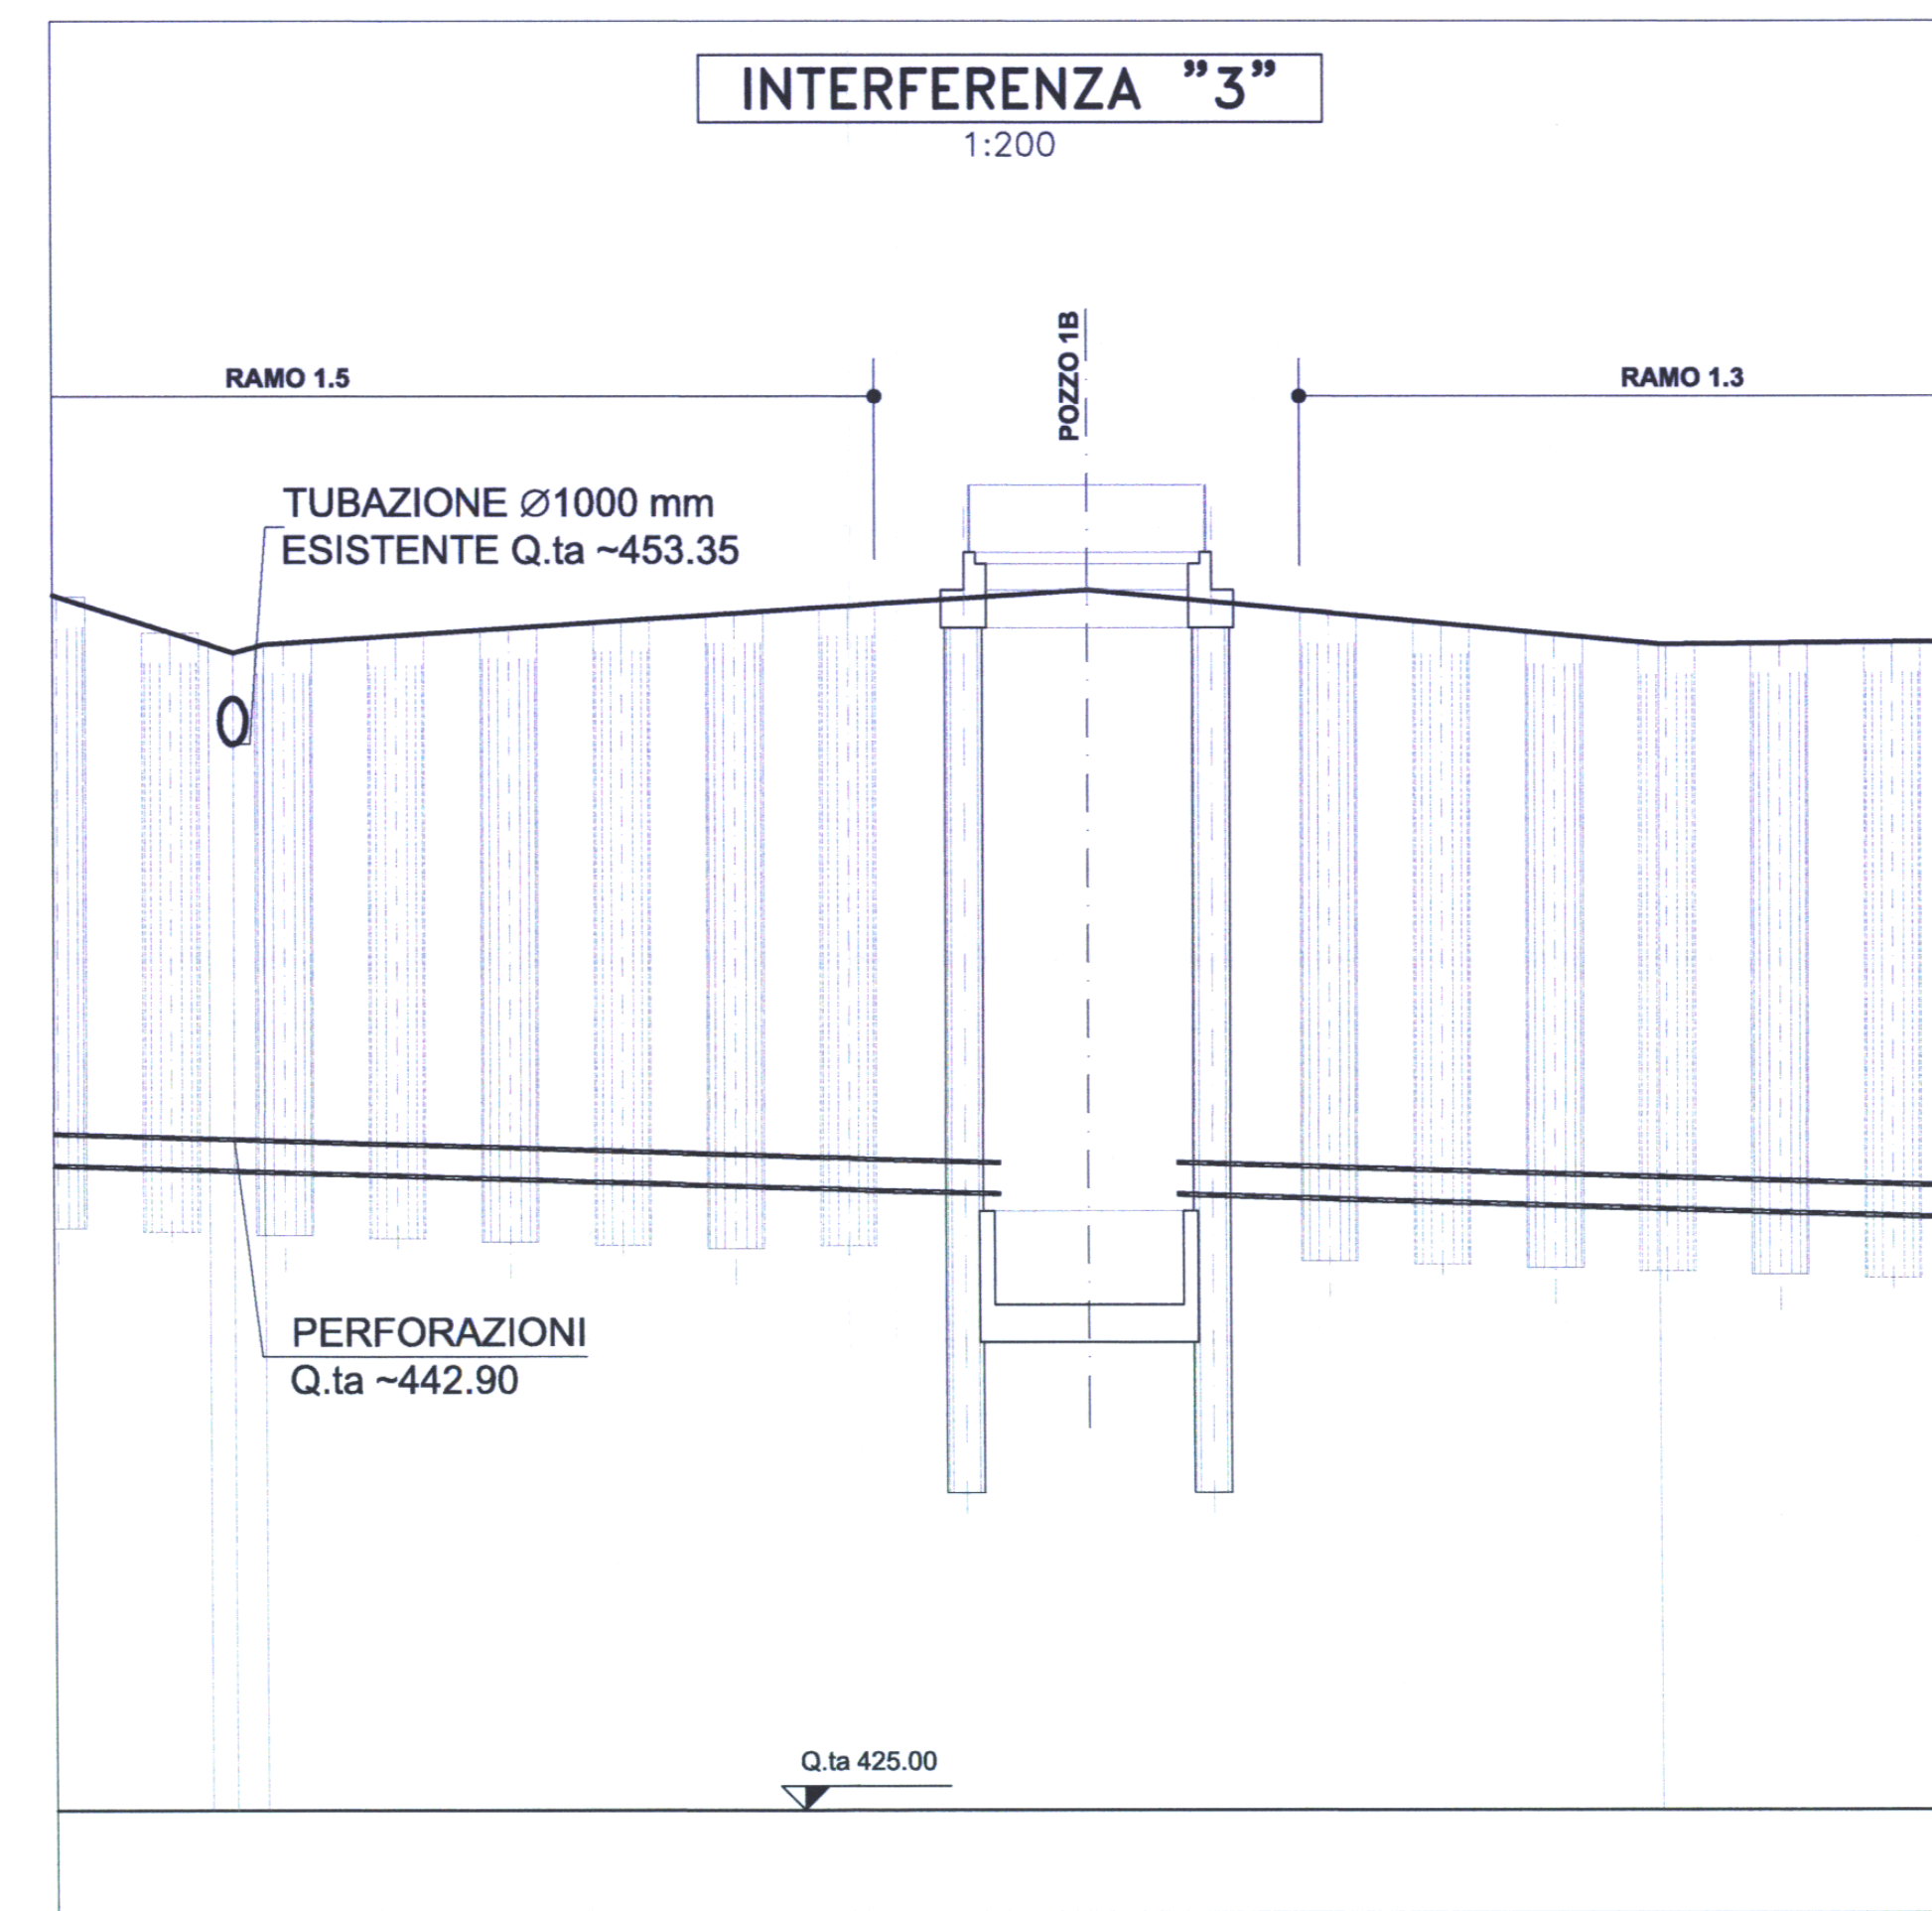 INTERFERENZA "3"
1:200
POZZO 1B
RAMO 1.5
RAMO 1.3
TUBAZIONE Ø1000 mm
ESISTENTE Q.ta ~453.35
PERFORAZIONI
Q.ta ~442.90
Q.ta 425.00